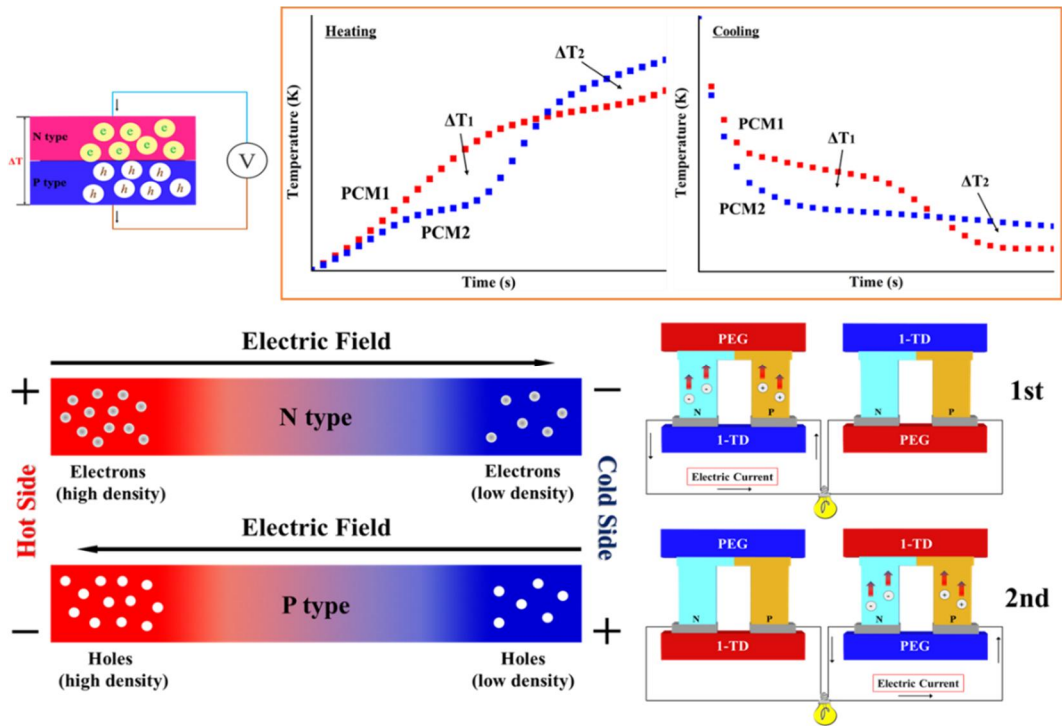 N type
e e e e e e e
ΔT
P type
h h h h h h h h
V
Heating
Temperature (K)
ΔT1
ΔT2
PCM1
PCM2
Time (s)
Cooling
Temperature (K)
PCM1
ΔT1
ΔT2
PCM2
Time (s)
Hot Side
Cold Side
Electric Field
+
−
N type
Electrons
(high density)
Electrons
(low density)
Electric Field
P type
−
+
Holes
(high density)
Holes
(low density)
PEG
- - + +
N P
1-TD
Electric Current
1-TD
N P
PEG
1st
PEG
N P
1-TD
1-TD
- - + +
N P
PEG
Electric Current
2nd